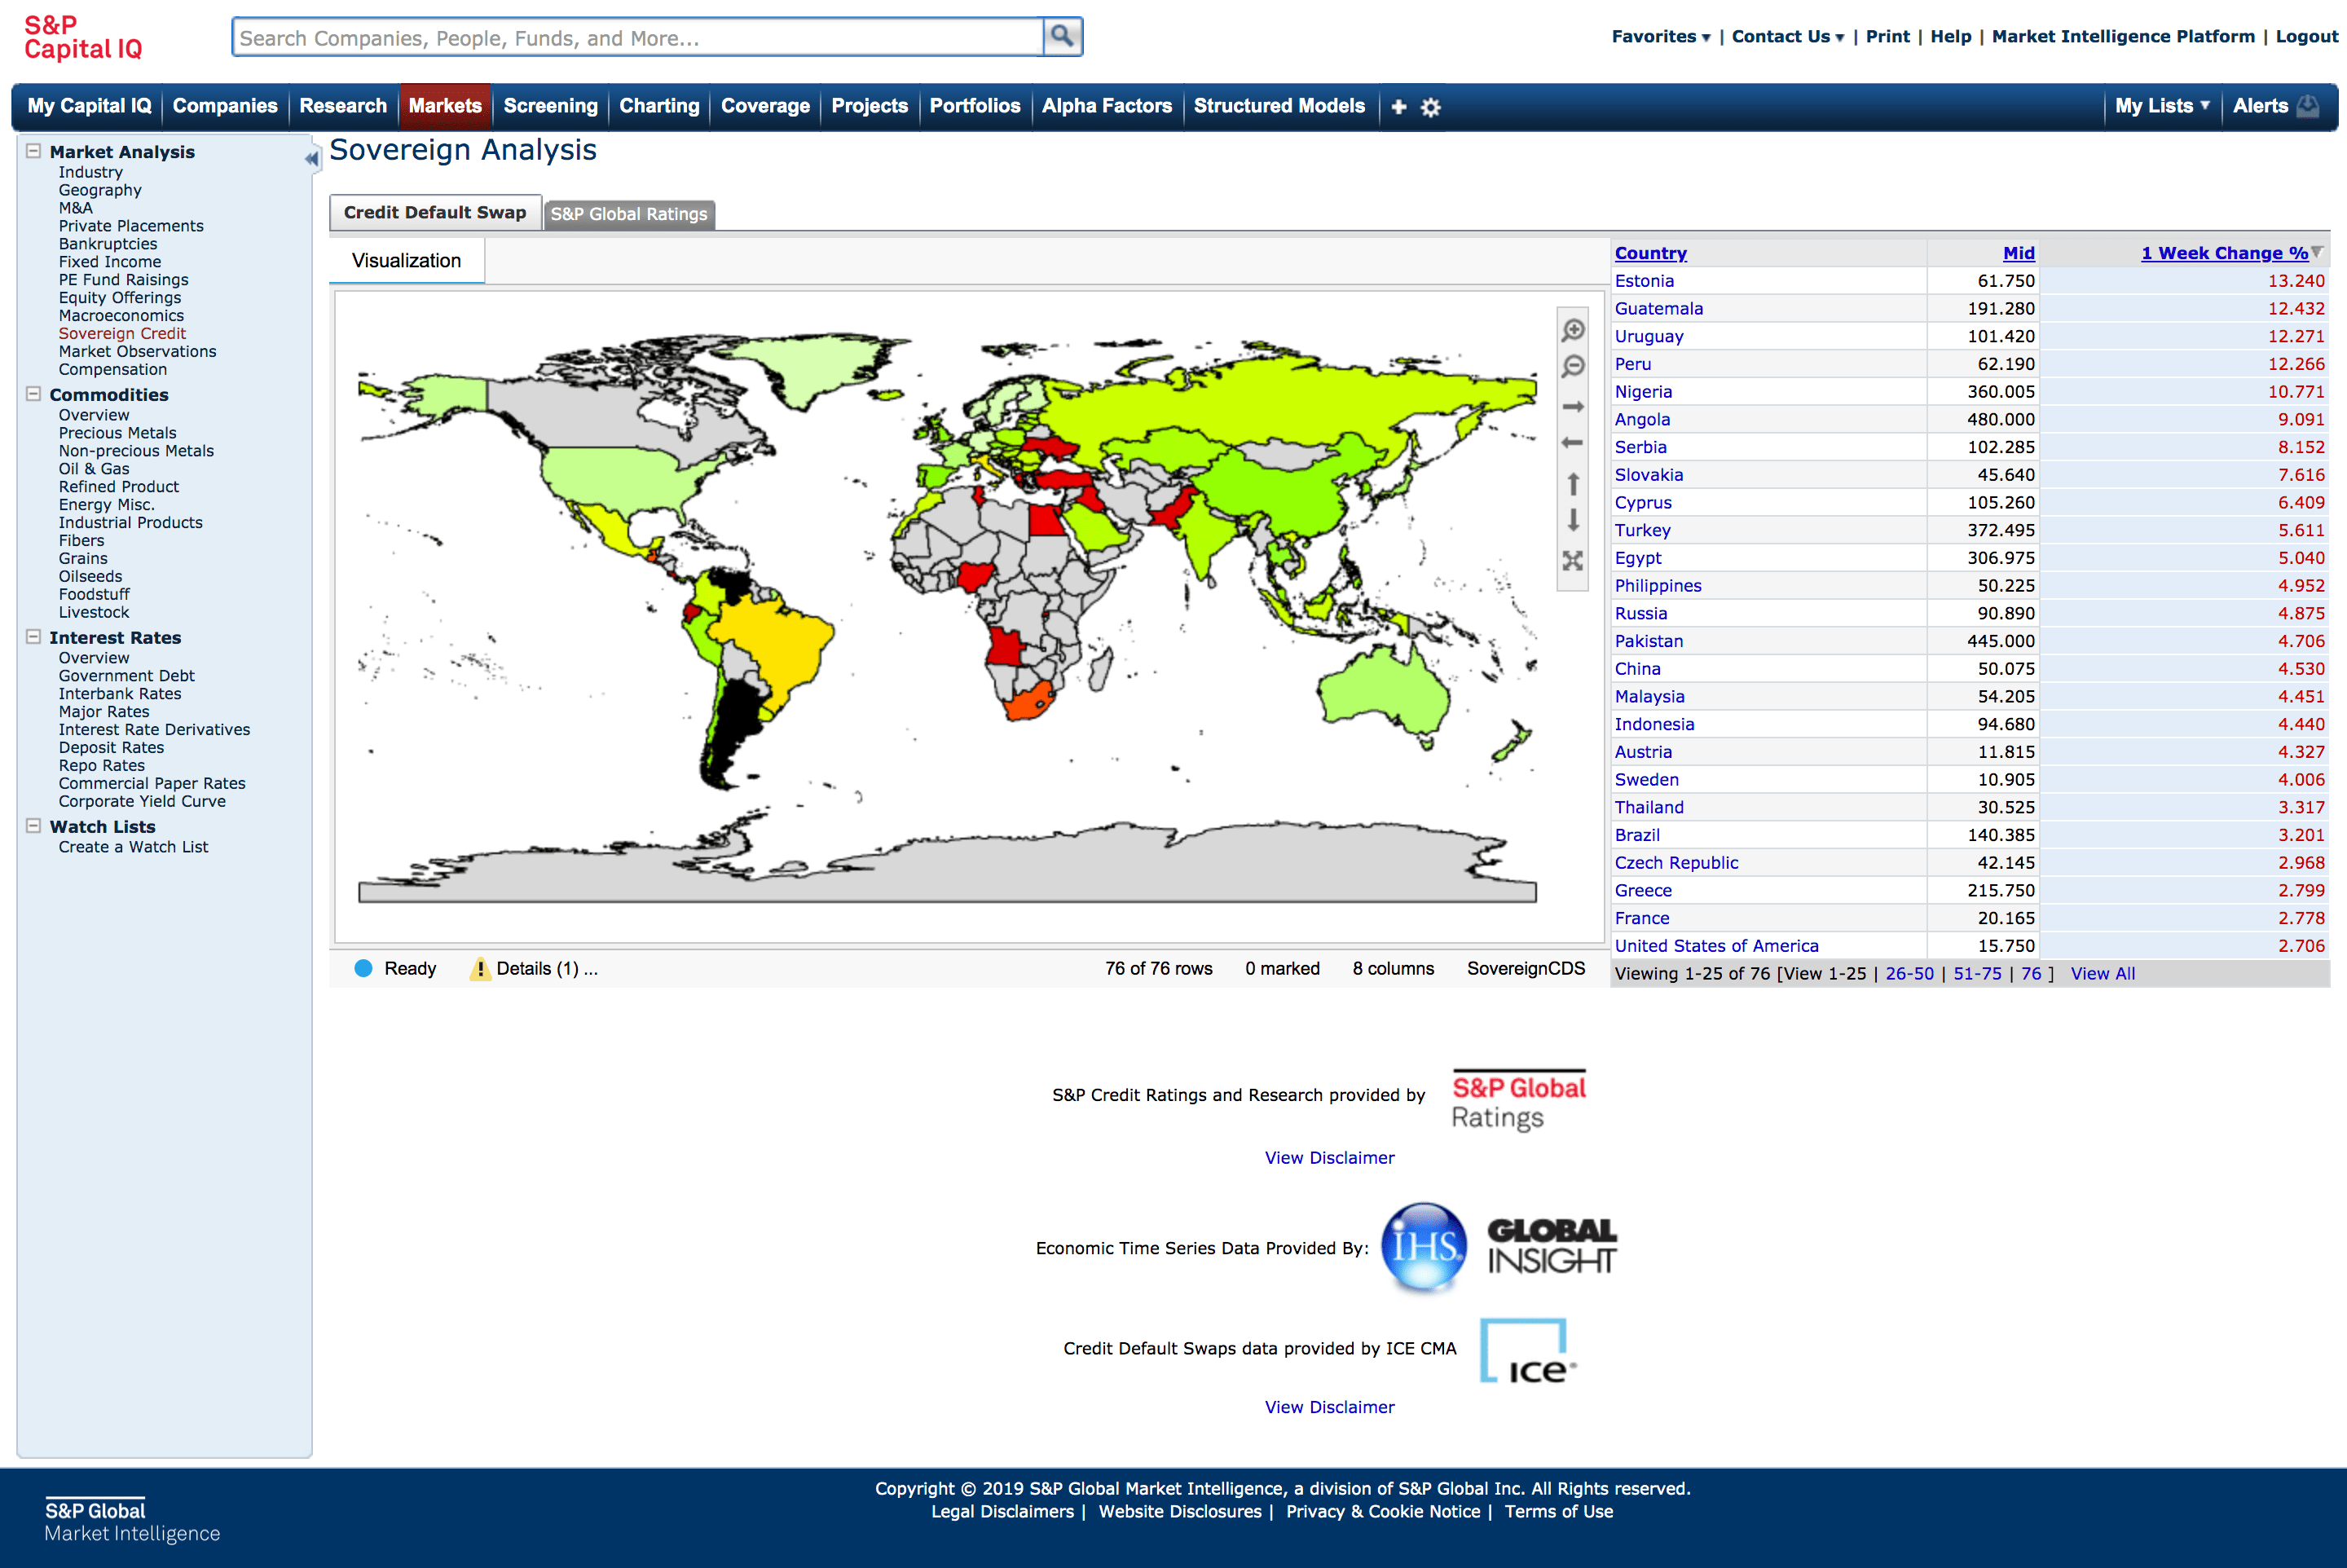 S&P
Capital IQ
Search Companies, People, Funds, and More...
Favorites | Contact Us | Print | Help | Market Intelligence Platform | Logout
My Capital IQ Companies Research Markets Screening Charting Coverage Projects Portfolios Alpha Factors Structured Models + My Lists Alerts
Market Analysis
Industry
Geography
M&A
Private Placements
Bankruptcies
Fixed Income
PE Fund Raisings
Equity Offerings
Macroeconomics
Sovereign Credit
Market Observations
Compensation
Commodities
Overview
Precious Metals
Non-precious Metals
Oil & Gas
Refined Product
Energy Misc.
Industrial Products
Fibers
Grains
Oilseeds
Foodstuff
Livestock
Interest Rates
Overview
Government Debt
Interbank Rates
Major Rates
Interest Rate Derivatives
Deposit Rates
Repo Rates
Commercial Paper Rates
Corporate Yield Curve
Watch Lists
Create a Watch List
Sovereign Analysis
Credit Default Swap S&P Global Ratings
Visualization
Ready Details (1) ... 76 of 76 rows 0 marked 8 columns SovereignCDS
Country Mid 1 Week Change %
Estonia 61.750 13.240
Guatemala 191.280 12.432
Uruguay 101.420 12.271
Peru 62.190 12.266
Nigeria 360.005 10.771
Angola 480.000 9.091
Serbia 102.285 8.152
Slovakia 45.640 7.616
Cyprus 105.260 6.409
Turkey 372.495 5.611
Egypt 306.975 5.040
Philippines 50.225 4.952
Russia 90.890 4.875
Pakistan 445.000 4.706
China 50.075 4.530
Malaysia 54.205 4.451
Indonesia 94.680 4.440
Austria 11.815 4.327
Sweden 10.905 4.006
Thailand 30.525 3.317
Brazil 140.385 3.201
Czech Republic 42.145 2.968
Greece 215.750 2.799
France 20.165 2.778
United States of America 15.750 2.706
Viewing 1-25 of 76 [View 1-25 | 26-50 | 51-75 | 76 ] View All
S&P Credit Ratings and Research provided by
S&P Global
Ratings
View Disclaimer
Economic Time Series Data Provided By:
IHS
GLOBAL
INSIGHT
Credit Default Swaps data provided by ICE CMA
ice
View Disclaimer
S&P Global
Market Intelligence
Copyright © 2019 S&P Global Market Intelligence, a division of S&P Global Inc. All Rights reserved.
Legal Disclaimers | Website Disclosures | Privacy & Cookie Notice | Terms of Use